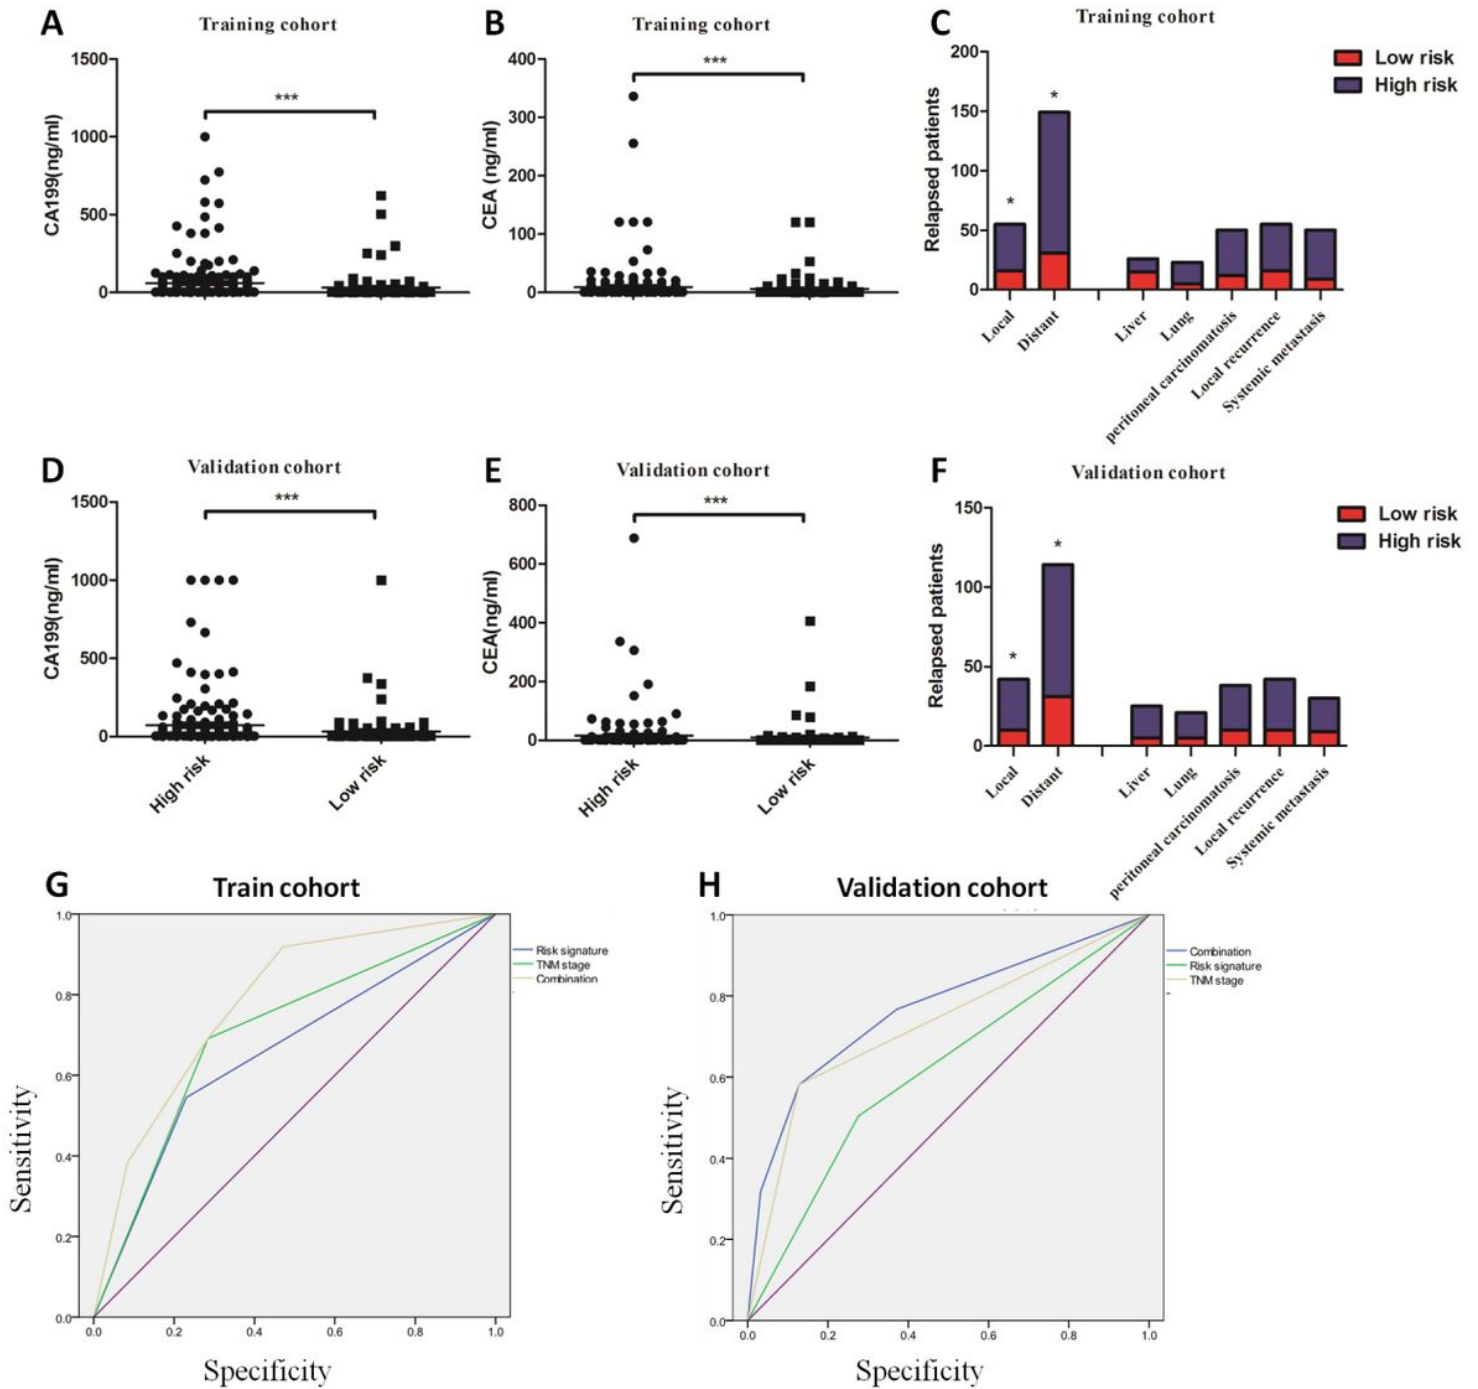 A
Training cohort
1500
1000
500
0
CA199(ng/ml)
***
B
Training cohort
400
300
200
100
0
CEA (ng/ml)
***
C
Training cohort
200
150
100
50
0
Relapsed patients
*
*
Low risk
High risk
Local
Distant
Liver
Lung
peritoneal carcinomatosis
Local recurrence
Systemic metastasis
D
Validation cohort
1500
1000
500
0
CA199(ng/ml)
***
High risk
Low risk
E
Validation cohort
800
600
400
200
0
CEA(ng/ml)
***
High risk
Low risk
F
Validation cohort
150
100
50
0
Relapsed patients
*
*
Low risk
High risk
Local
Distant
Liver
Lung
peritoneal carcinomatosis
Local recurrence
Systemic metastasis
G
Train cohort
1.0
0.8
0.6
0.4
0.2
0.0
Sensitivity
0.0 0.2 0.4 0.6 0.8 1.0
Specificity
Risk signature
TNM stage
Combination
H
Validation cohort
1.0
0.8
0.6
0.4
0.2
0.0
Sensitivity
0.0 0.2 0.4 0.6 0.8 1.0
Specificity
Combination
Risk signature
TNM stage